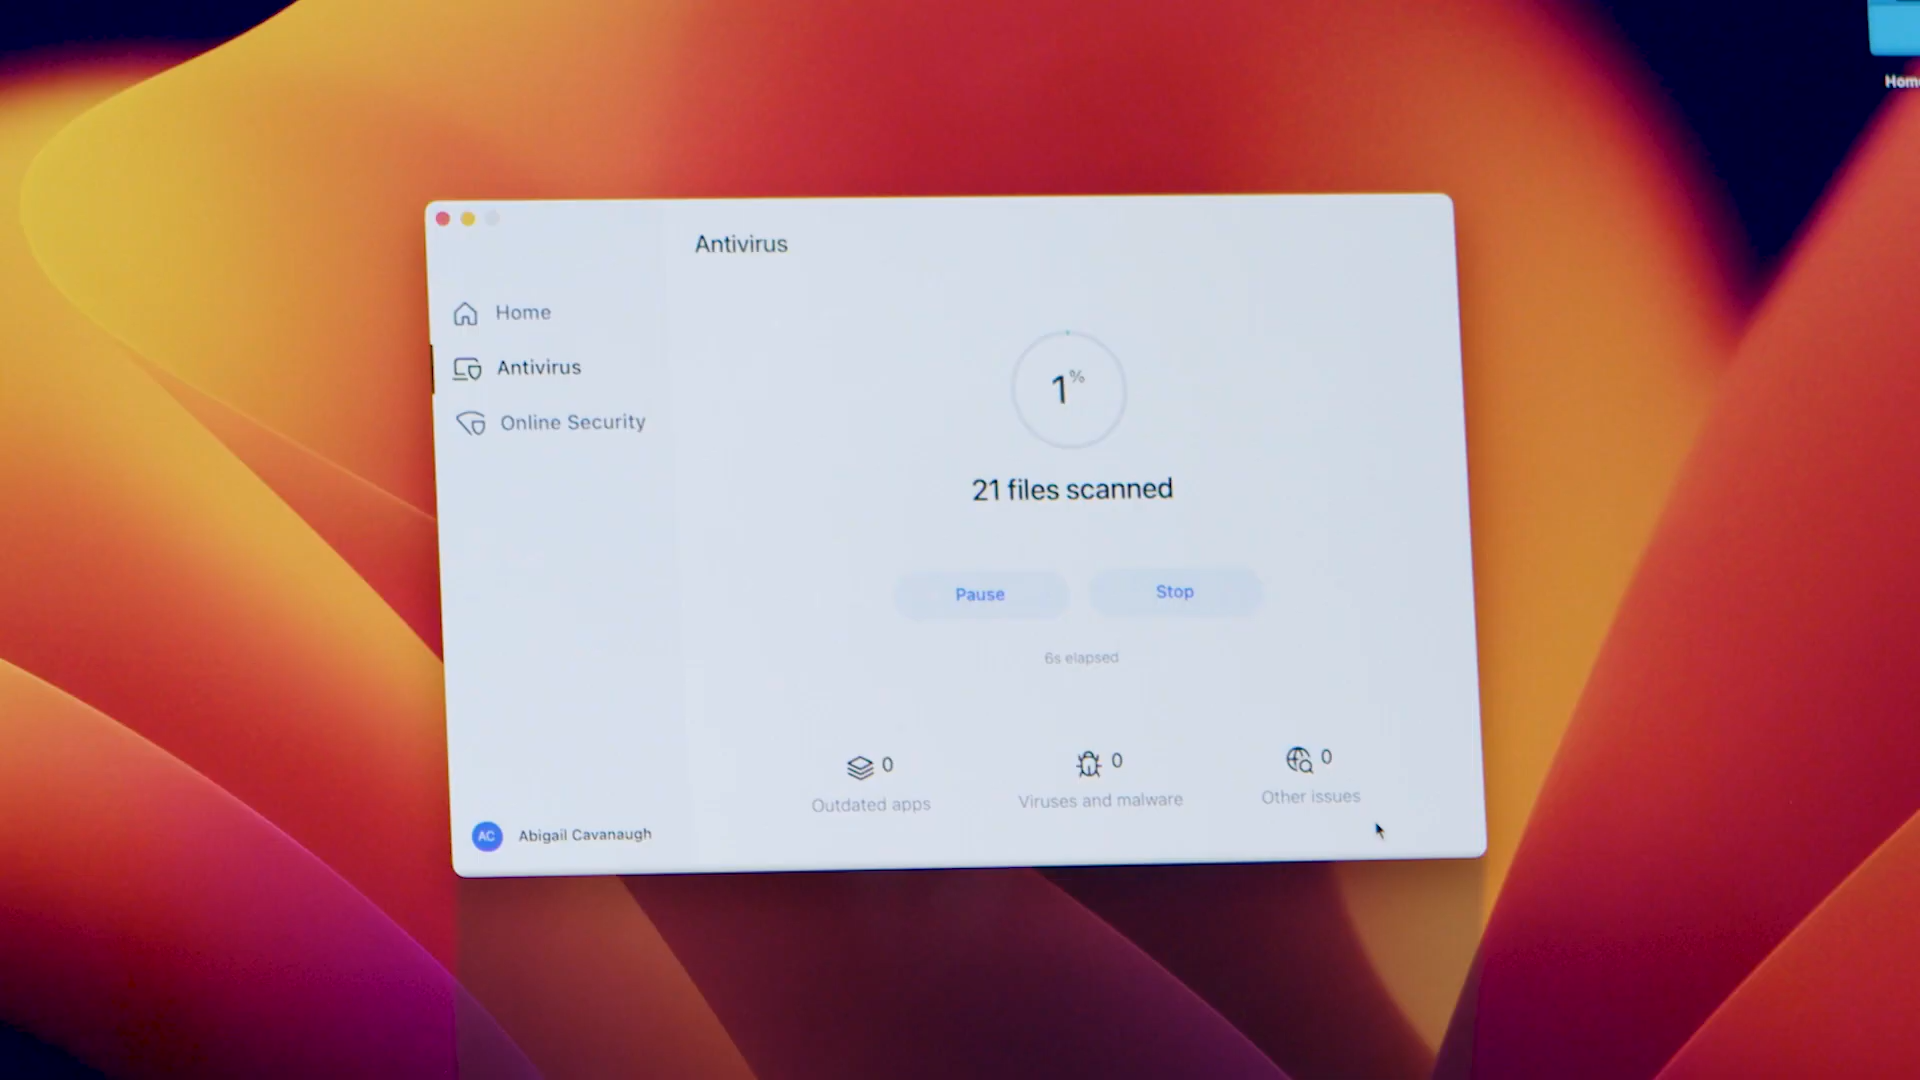 Home
Antivirus
Home
Antivirus
Online Security
1%
21 files scanned
Pause
Stop
6s elapsed
0
Outdated apps
0
Viruses and malware
0
Other issues
AC
Abigail Cavanaugh